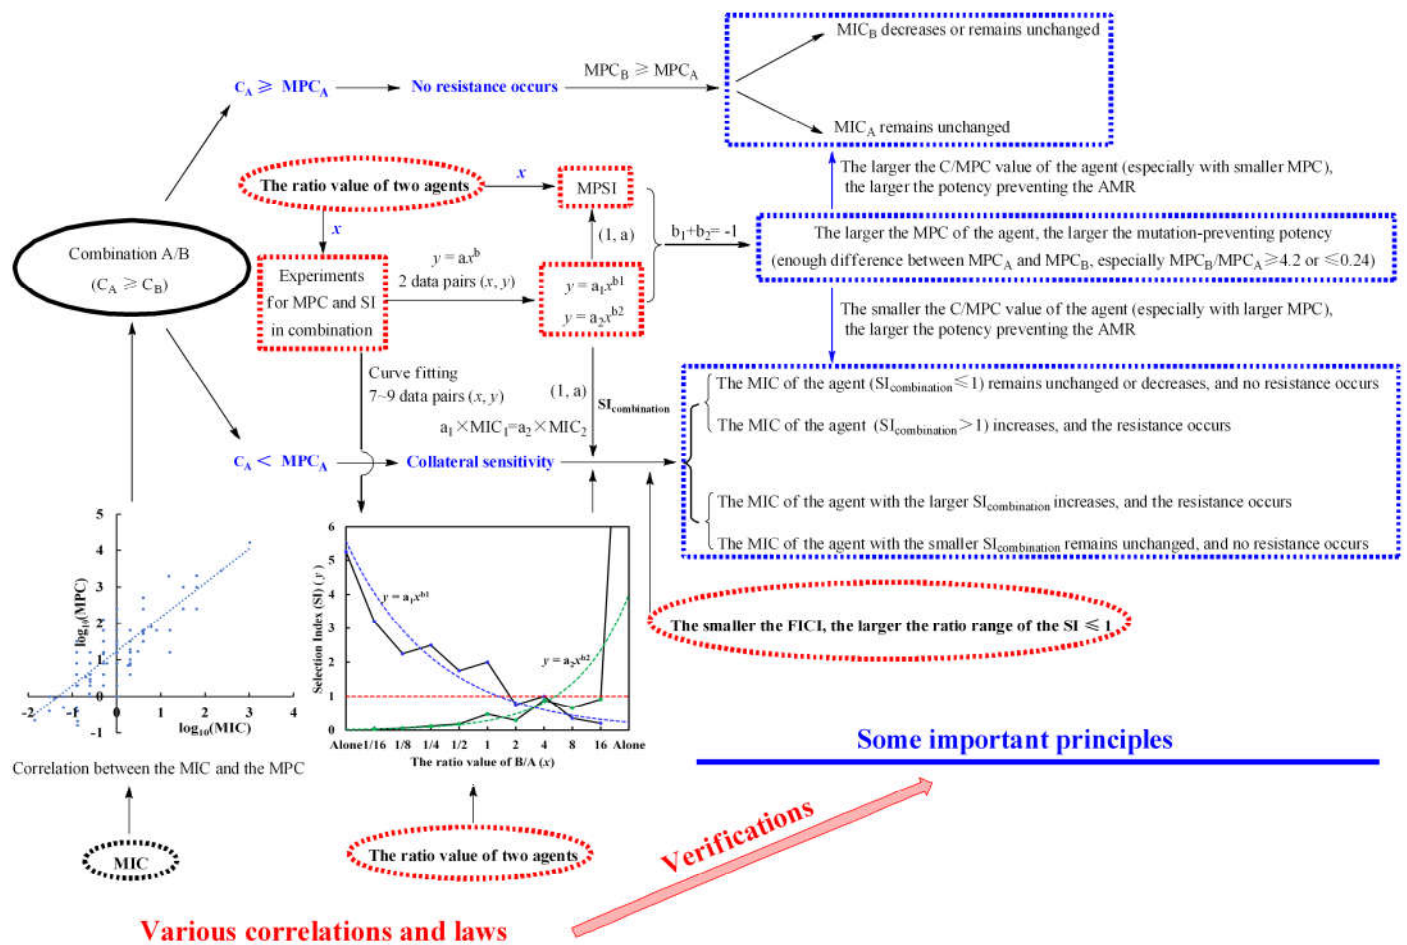 MIC_B decreases or remains unchanged
C_A ≥ MPC_A
No resistance occurs
MPC_B ≥ MPC_A
MIC_A remains unchanged
The ratio value of two agents
x
MPSI
The larger the C/MPC value of the agent (especially with smaller MPC),
the larger the potency preventing the AMR
x
(1, a)
b₁+b₂= -1
The larger the MPC of the agent, the larger the mutation-preventing potency
(enough difference between MPC_A and MPC_B, especially MPC_B/MPC_A≥4.2 or ≤0.24)
Combination A/B
(C_A ≥ C_B)
Experiments
for MPC and SI
in combination
y = ax^b
2 data pairs (x, y)
y = a₁x^b1
y = a₂x^b2
The smaller the C/MPC value of the agent (especially with larger MPC),
the larger the potency preventing the AMR
Curve fitting
7~9 data pairs (x, y)
(1, a)
SI_combination
a₁×MIC₁=a₂×MIC₂
The MIC of the agent (SI_combination≤1) remains unchanged or decreases, and no resistance occurs
The MIC of the agent (SI_combination>1) increases, and the resistance occurs
C_A < MPC_A
Collateral sensitivity
The MIC of the agent with the larger SI_combination increases, and the resistance occurs
The MIC of the agent with the smaller SI_combination remains unchanged, and no resistance occurs
5
4
3
2
1
0
-1
log₁₀(MPC)
-2
-1
0
1
2
3
4
log₁₀(MIC)
Correlation between the MIC and the MPC
MIC
6
5
4
3
2
1
0
Selection Index (SI) (y)
y = a₁x^b1
y = a₂x^b2
Alone 1/16 1/8 1/4 1/2 1 2 4 8 16 Alone
The ratio value of B/A (x)
The ratio value of two agents
The smaller the FICI, the larger the ratio range of the SI ≤ 1
Some important principles
Verifications
Various correlations and laws